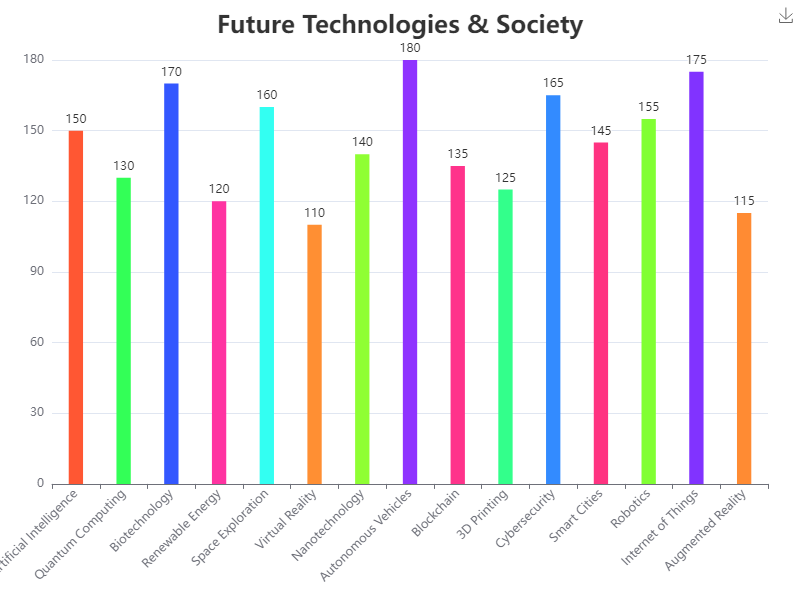 Future Technologies & Society
180
150
120
90
60
30
0
150
130
170
120
160
110
140
180
135
125
165
145
155
175
115
rtificial Intelligence
Quantum Computing
Biotechnology
Renewable Energy
Space Exploration
Virtual Reality
Nanotechnology
Autonomous Vehicles
Blockchain
3D Printing
Cybersecurity
Smart Cities
Robotics
Internet of Things
Augmented Reality